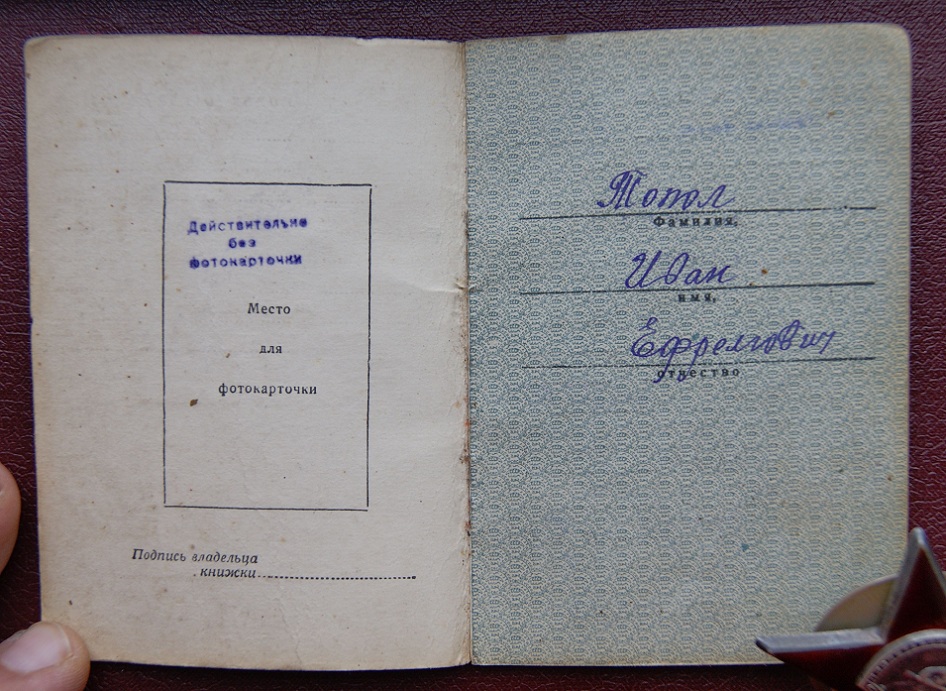 Действительно
без
фотокарточки
Место
для
фотокарточки
Подпись владельца
книжки
Топол
Фамилия,
Иван
имя,
Ефремович
отчество